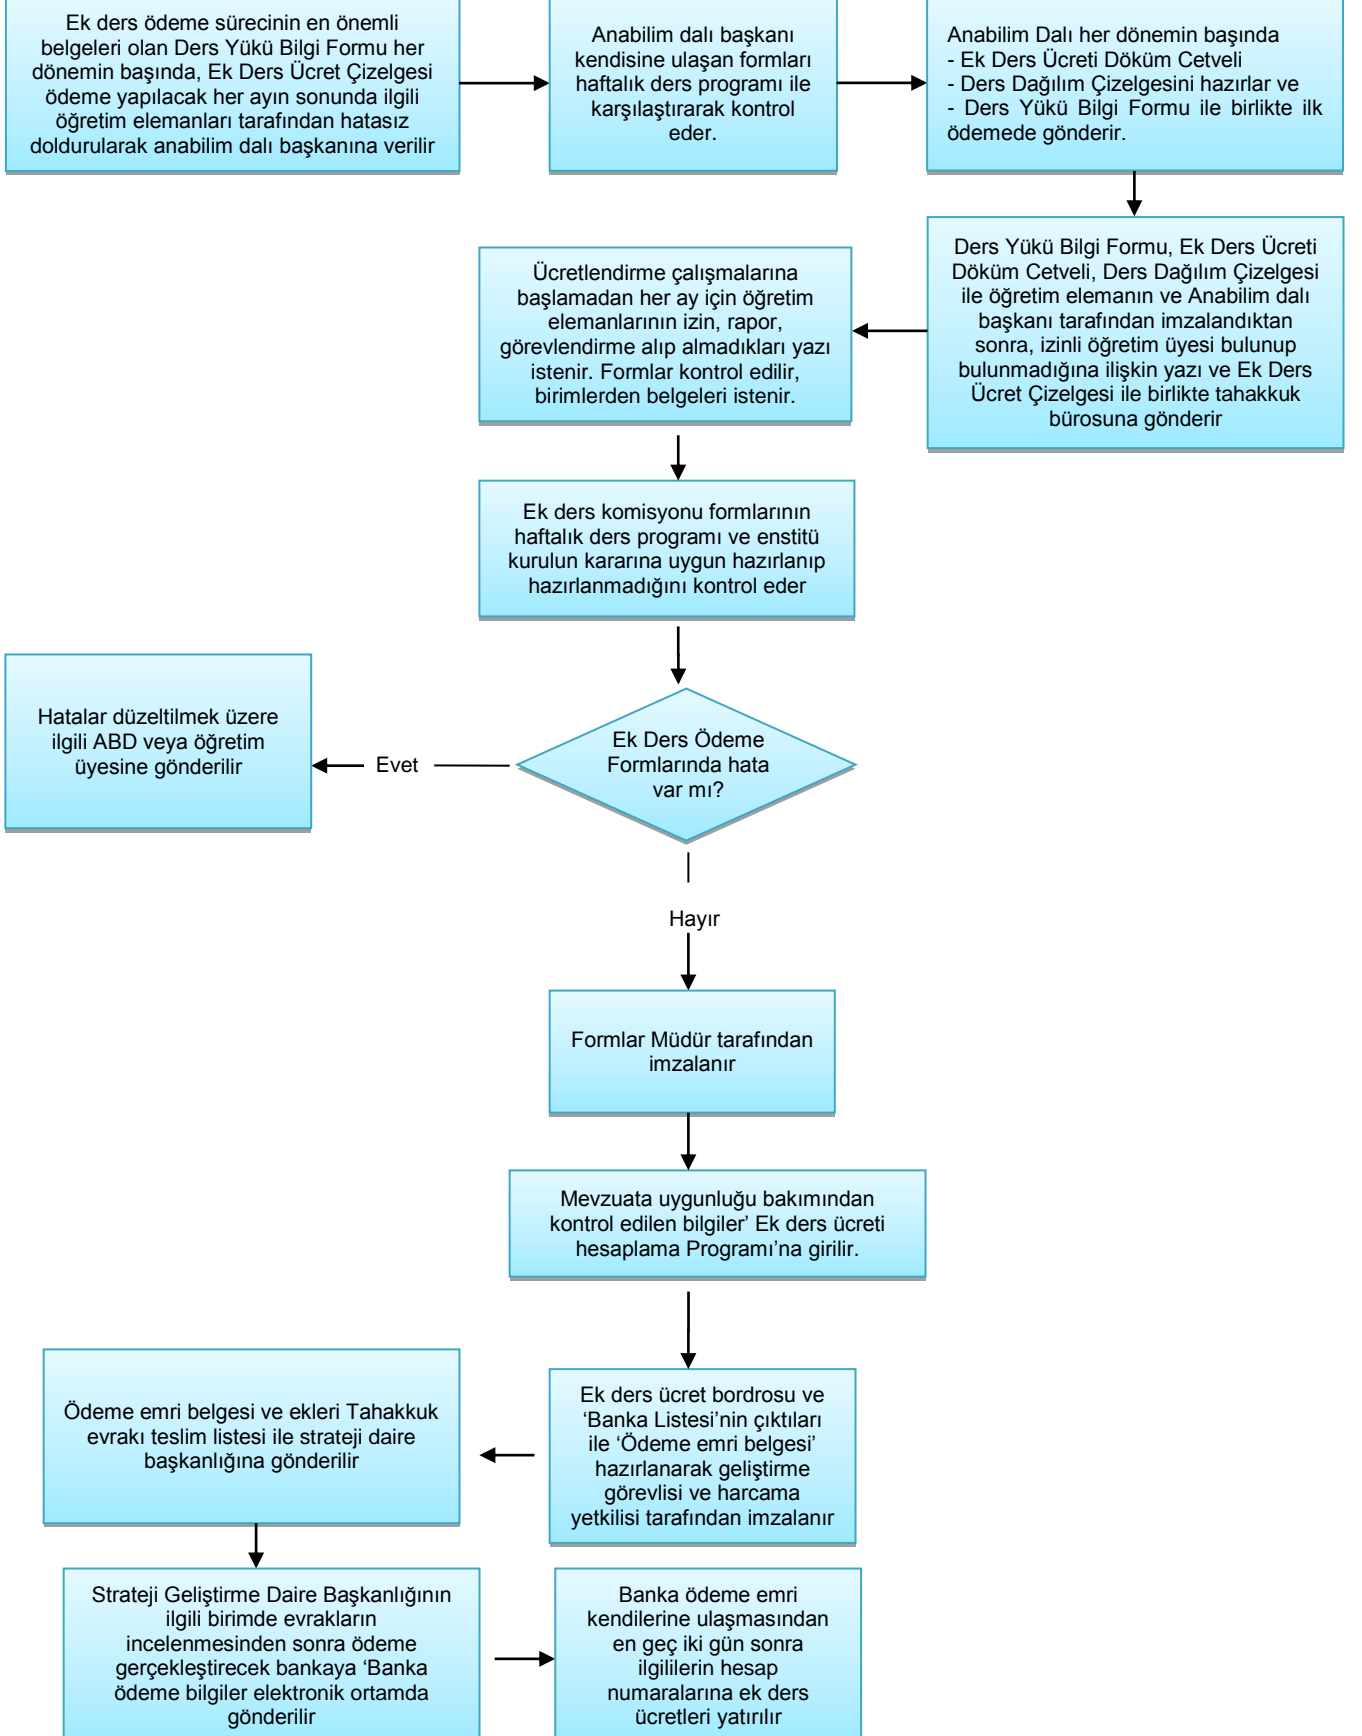 Ek ders ödeme sürecinin en önemli
belgeleri olan Ders Yükü Bilgi Formu her
dönemin başında, Ek Ders Ücret Çizelgesi
ödeme yapılacak her ayın sonunda ilgili
öğretim elemanları tarafından hatasız
doldurularak anabilim dalı başkanına verilir
Anabilim dalı başkanı
kendisine ulaşan formları
haftalık ders programı ile
karşılaştırarak kontrol
eder.
Anabilim Dalı her dönemin başında
- Ek Ders Ücreti Döküm Cetveli
- Ders Dağılım Çizelgesini hazırlar ve
- Ders Yükü Bilgi Formu ile birlikte ilk
ödemede gönderir.
Ders Yükü Bilgi Formu, Ek Ders Ücreti
Döküm Cetveli, Ders Dağılım Çizelgesi
ile öğretim elemanın ve Anabilim dalı
başkanı tarafından imzalandıktan
sonra, izinli öğretim üyesi bulunup
bulunmadığına ilişkin yazı ve Ek Ders
Ücret Çizelgesi ile birlikte tahakkuk
bürosuna gönderir
Ücretlendirme çalışmalarına
başlamadan her ay için öğretim
elemanlarının izin, rapor,
görevlendirme alıp almadıkları yazı
istenir. Formlar kontrol edilir,
birimlerden belgeleri istenir.
Ek ders komisyonu formlarının
haftalık ders programı ve enstitü
kurulun kararına uygun hazırlanıp
hazırlanmadığını kontrol eder
Ek Ders Ödeme
Formlarında hata
var mı?
Evet
Hatalar düzeltilmek üzere
ilgili ABD veya öğretim
üyesine gönderilir
Hayır
Formlar Müdür tarafından
imzalanır
Mevzuata uygunluğu bakımından
kontrol edilen bilgiler’ Ek ders ücreti
hesaplama Programı’na girilir.
Ek ders ücret bordrosu ve
‘Banka Listesi’nin çıktıları
ile ‘Ödeme emri belgesi’
hazırlanarak geliştirme
görevlisi ve harcama
yetkilisi tarafından imzalanır
Ödeme emri belgesi ve ekleri Tahakkuk
evrakı teslim listesi ile strateji daire
başkanlığına gönderilir
Strateji Geliştirme Daire Başkanlığının
ilgili birimde evrakların
incelenmesinden sonra ödeme
gerçekleştirecek bankaya ‘Banka
ödeme bilgiler elektronik ortamda
gönderilir
Banka ödeme emri
kendilerine ulaşmasından
en geç iki gün sonra
ilgililerin hesap
numaralarına ek ders
ücretleri yatırılır